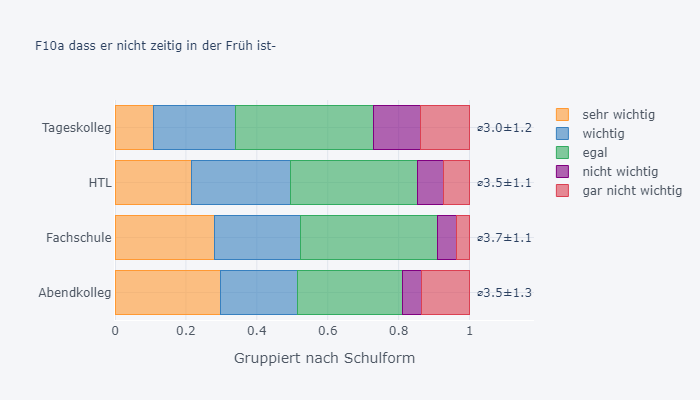 F10a dass er nicht zeitig in der Früh ist-
Tageskolleg
⌀3.0±1.2
HTL
⌀3.5±1.1
Fachschule
⌀3.7±1.1
Abendkolleg
⌀3.5±1.3
0 0.2 0.4 0.6 0.8 1
Gruppiert nach Schulform
sehr wichtig
wichtig
egal
nicht wichtig
gar nicht wichtig